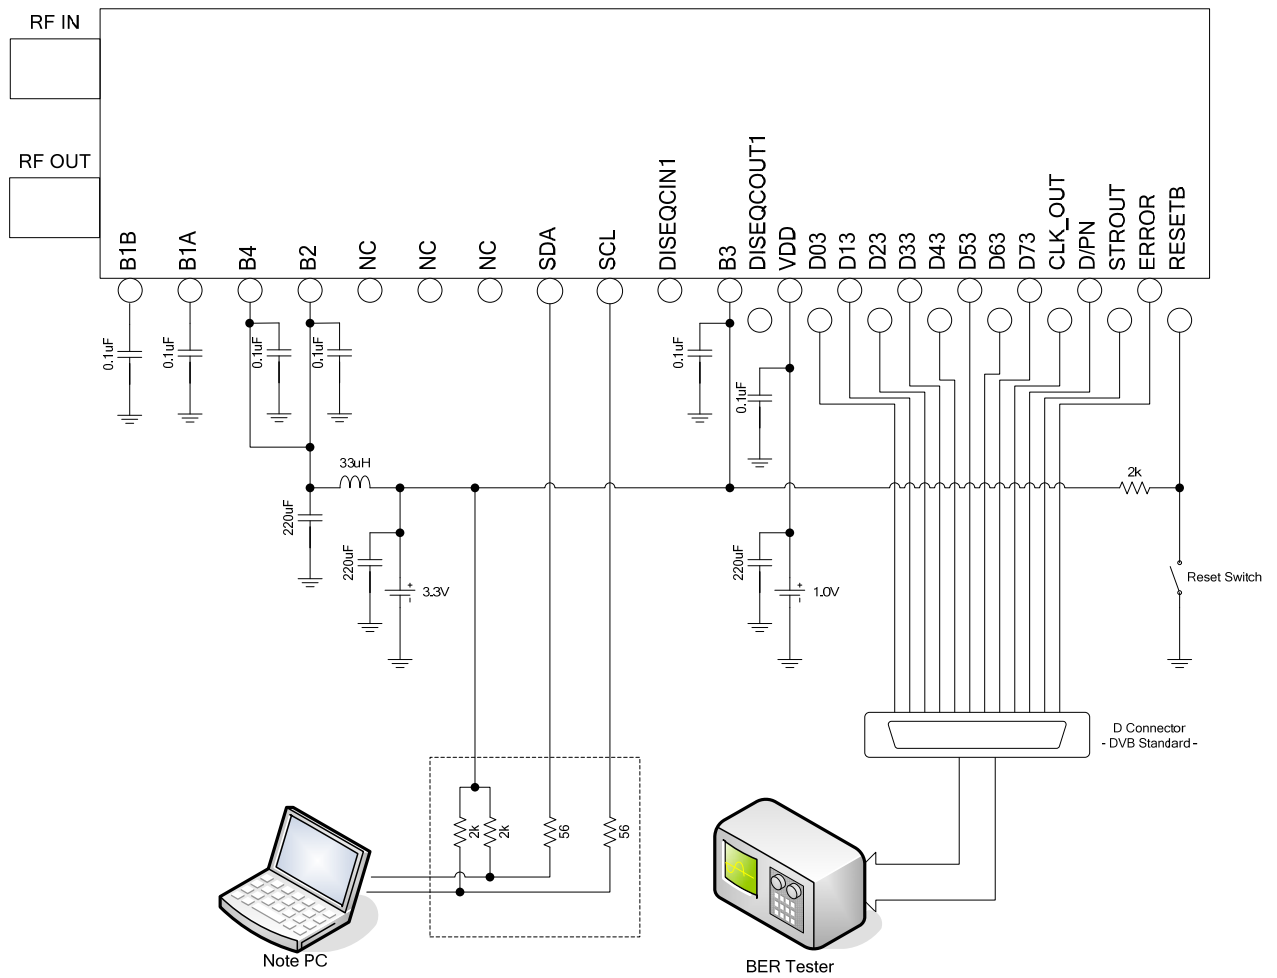 RF IN
RF OUT
B1B
B1A
B4
B2
NC
NC
NC
SDA
SCL
DISEQCIN1
B3
DISEQCOUT1
VDD
D03
D13
D23
D33
D43
D53
D63
D73
CLK_OUT
D/PN
STROUT
ERROR
RESETB
0.1uF
0.1uF
0.1uF
0.1uF
0.1uF
0.1uF
33uH
2k
220uF
220uF
+
-
3.3V
220uF
+
-
1.0V
Reset Switch
D Connector
- DVB Standard -
2k
2k
56
56
Note PC
BER Tester